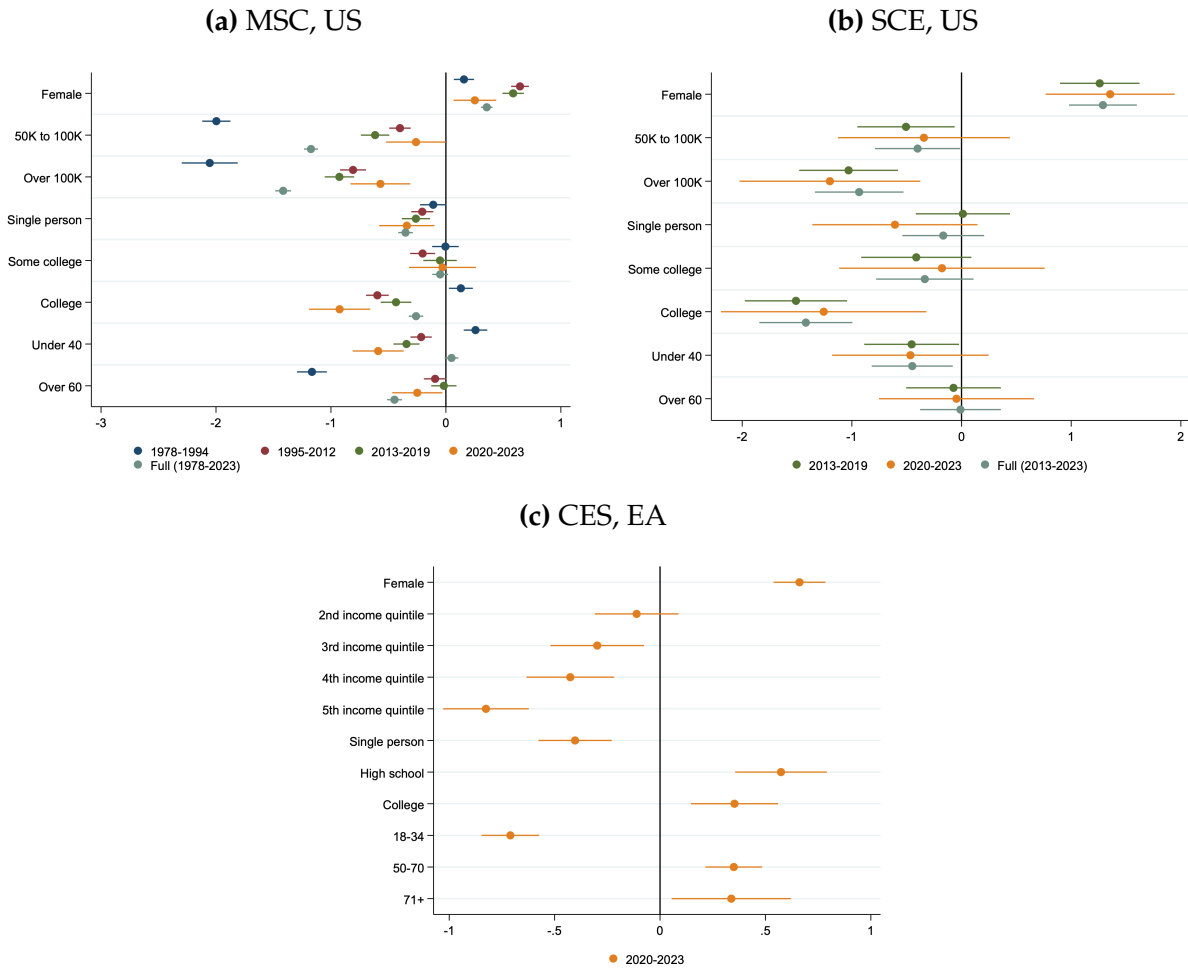 (a) MSC, US
Female
50K to 100K
Over 100K
Single person
Some college
College
Under 40
Over 60
-3 -2 -1 0 1
1978-1994 1995-2012 2013-2019 2020-2023
Full (1978-2023)
(b) SCE, US
Female
50K to 100K
Over 100K
Single person
Some college
College
Under 40
Over 60
-2 -1 0 1 2
2013-2019 2020-2023 Full (2013-2023)
(c) CES, EA
Female
2nd income quintile
3rd income quintile
4th income quintile
5th income quintile
Single person
High school
College
18-34
50-70
71+
-1 -.5 0 .5 1
2020-2023